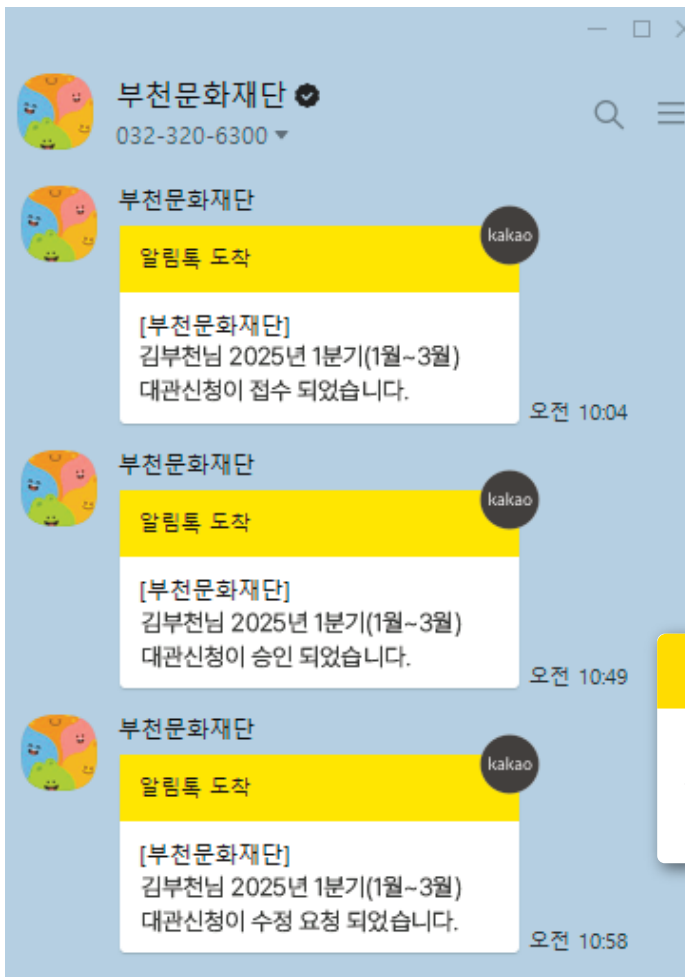 부천문화재단
032-320-6300
부천문화재단
kakao
알림톡 도착
[부천문화재단]
김부천님 2025년 1분기(1월~3월)
대관신청이 접수 되었습니다.
오전 10:04
부천문화재단
kakao
알림톡 도착
[부천문화재단]
김부천님 2025년 1분기(1월~3월)
대관신청이 승인 되었습니다.
오전 10:49
부천문화재단
kakao
알림톡 도착
[부천문화재단]
김부천님 2025년 1분기(1월~3월)
대관신청이 수정 요청 되었습니다.
오전 10:58